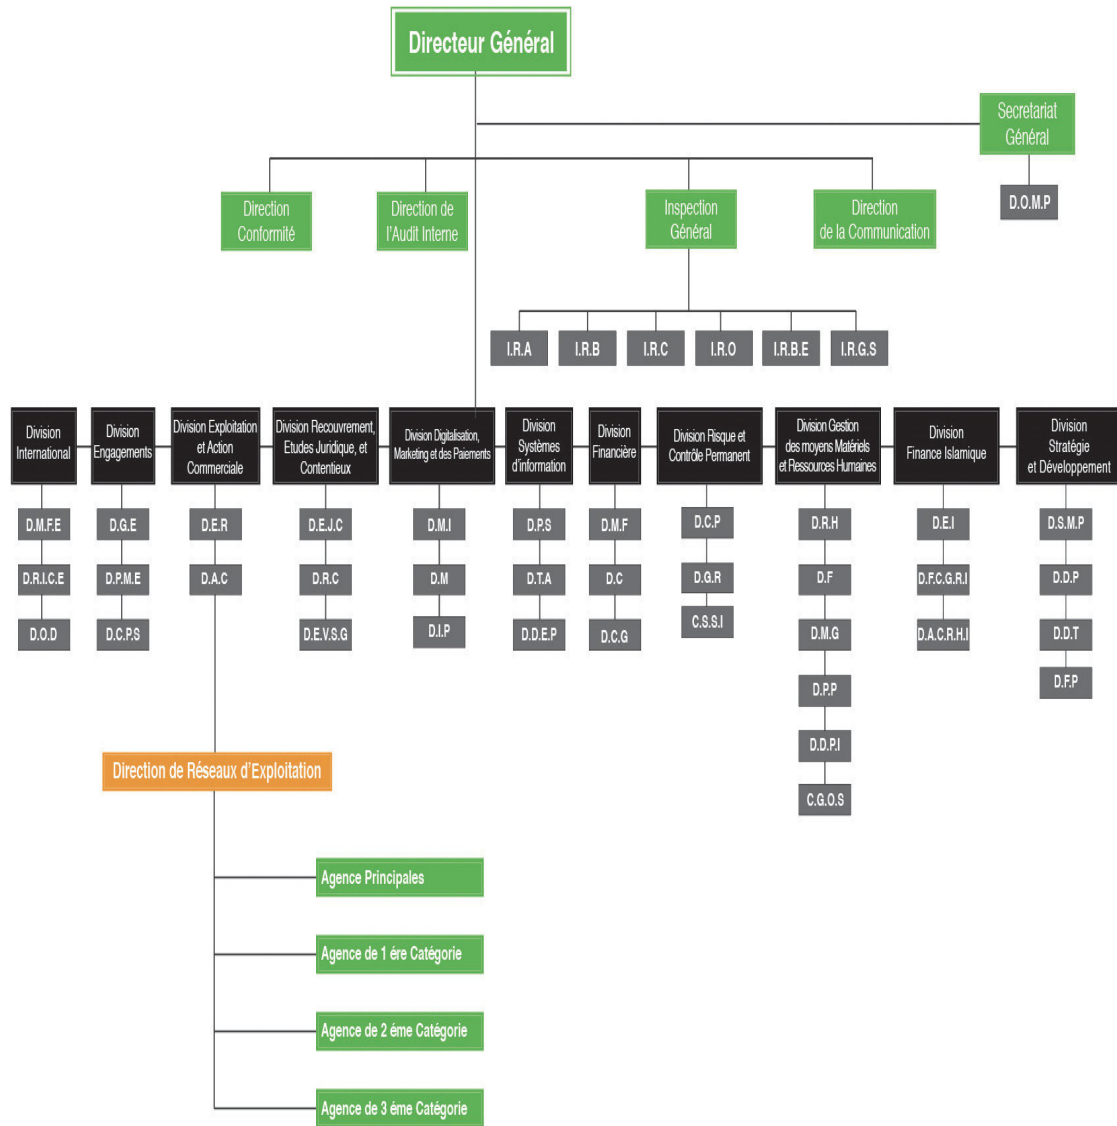 Directeur Général
Secretariat
Général
D.O.M.P
Direction
Conformité
Direction de
l'Audit Interne
Inspection
Général
Direction
de la Communication
I.R.A
I.R.B
I.R.C
I.R.O
I.R.B.E
I.R.G.S
Division
International
Division
Engagements
Division Exploitation
et Action
Commerciale
Division Recouvrement,
Etudes Juridique, et
Contentieux
Division Digitalisation,
Marketing et des Paiements
Division
Systèmes
d'information
Division
Financière
Division Risque et
Contrôle Permanent
Division Gestion
des moyens Matériels
et Ressources Humaines
Division
Finance Islamique
Division
Stratégie
et Développement
D.M.F.E
D.R.I.C.E
D.O.D
D.G.E
D.P.M.E
D.C.P.S
D.E.R
D.A.C
D.E.J.C
D.R.C
D.E.V.S.G
D.M.I
D.M
D.I.P
D.P.S
D.T.A
D.D.E.P
D.M.F
D.C
D.C.G
D.C.P
D.G.R
C.S.S.I
D.R.H
D.F
D.M.G
D.P.P
D.D.P.I
C.G.O.S
D.E.I
D.F.C.G.R.I
D.A.C.R.H.I
D.S.M.P
D.D.P
D.D.T
D.F.P
Direction de Réseaux d'Exploitation
Agence Principales
Agence de 1 ére Catégorie
Agence de 2 éme Catégorie
Agence de 3 éme Catégorie